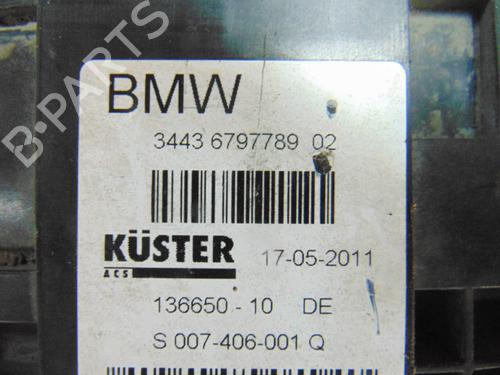 B-PARTS
BMW
3443 6797789 02
KÜSTER
ACS
17-05-2011
136650 - 10 DE
S 007-406-001 Q